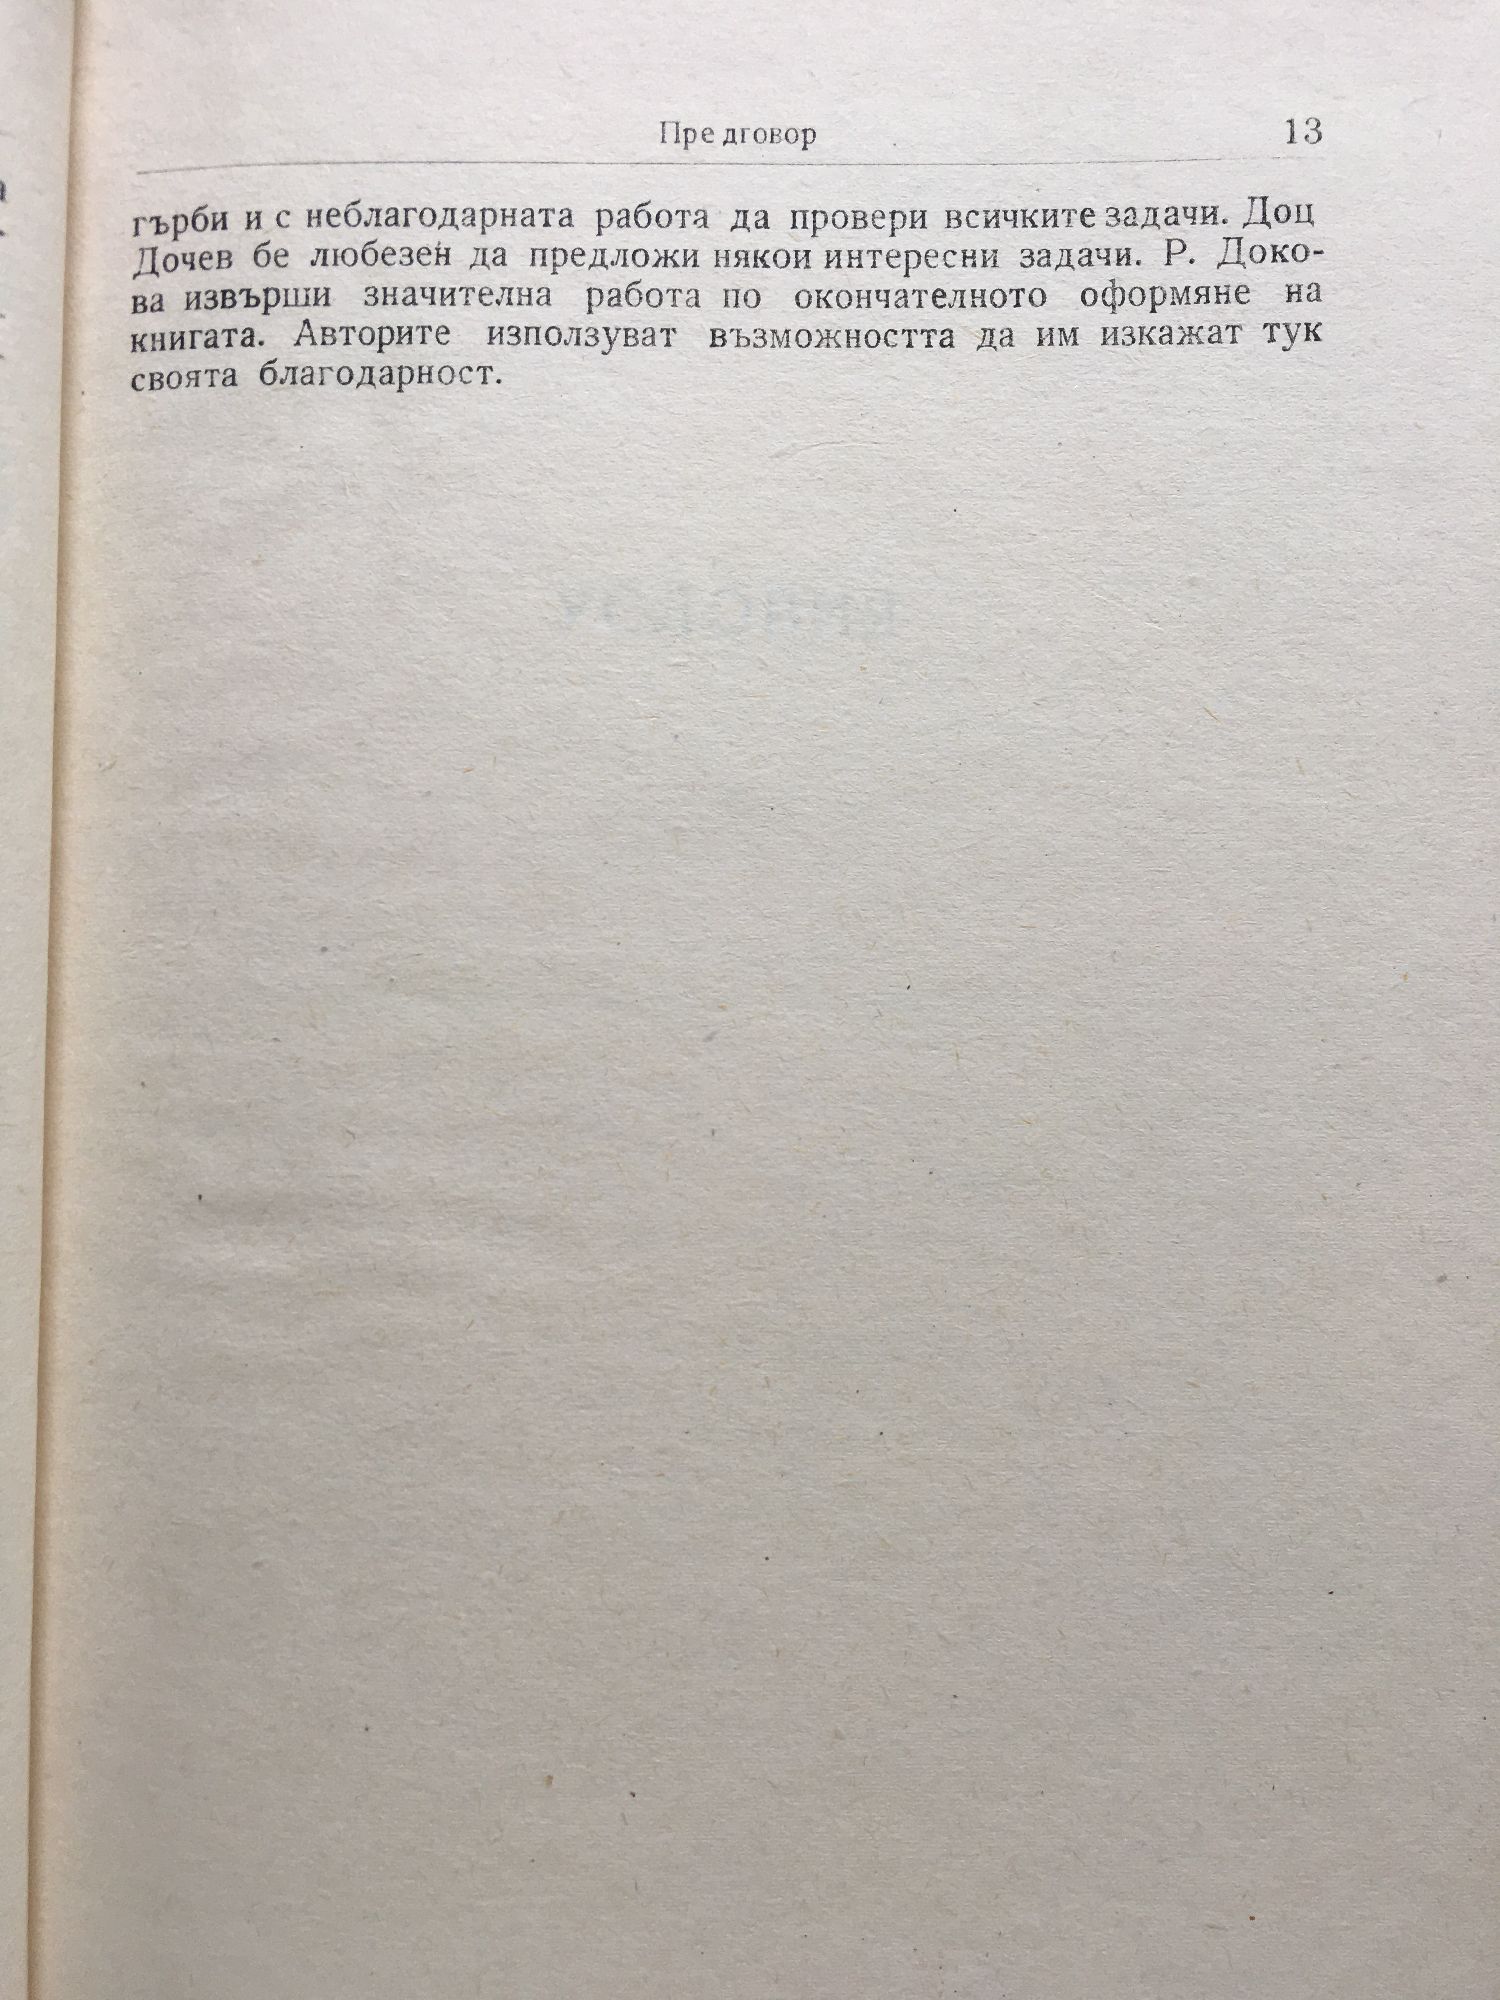 Предговор 13
гърби и с неблагодарната работа да провери всичките задачи. Доц
Дочев бе любезен да предложи някои интересни задачи. Р. Доко-
ва извърши значителна работа по окончателното оформяне на
книгата. Авторите използуват възможността да им изкажат тук
своята благодарност.